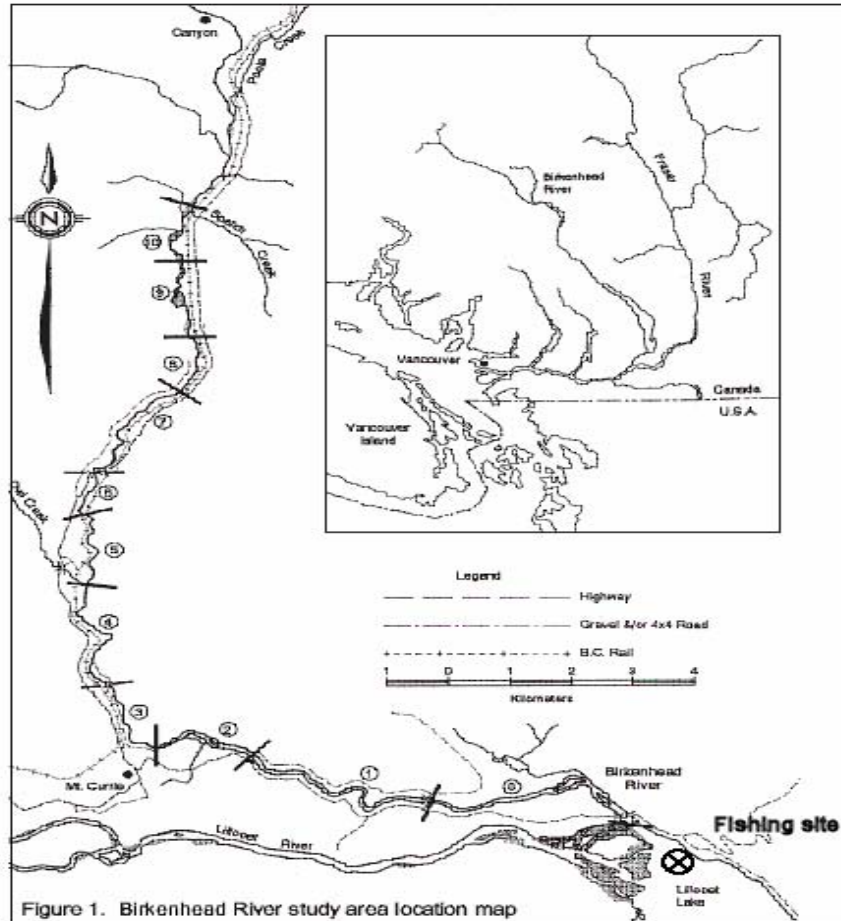 Canyon
Poole
Creek
N
Birkenhead
River
Fraser
River
10
Creek
9
8
Vancouver
Canada
U.S.A.
7
Vancouver
Island
6
Creek
5
Legend
Highway
4
Gravel &/or 4x4 Road
B.C. Rail
1 0 1 2 3 4
Kilometers
3
2
Mt. Currie
1
0
Birkenhead
River
Fishing site
Lillooet
River
Lillooet
Lake
Figure 1. Birkenhead River study area location map